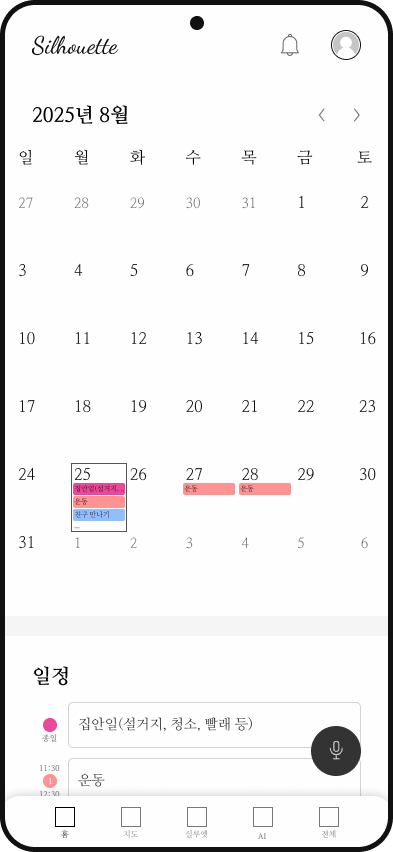 Silhouette
2025년 8월
일 월 화 수 목 금 토
27 28 29 30 31 1 2
3 4 5 6 7 8 9
10 11 12 13 14 15 16
17 18 19 20 21 22 23
24 25 26 27 28 29 30
집안일(설거지... 운동 운동
운동
친구 만나기
...
31 1 2 3 4 5 6
일정
집안일(설거지, 청소, 빨래 등)
종일
11:30
1 운동
12:30
홈 지도 실루엣 AI 전체